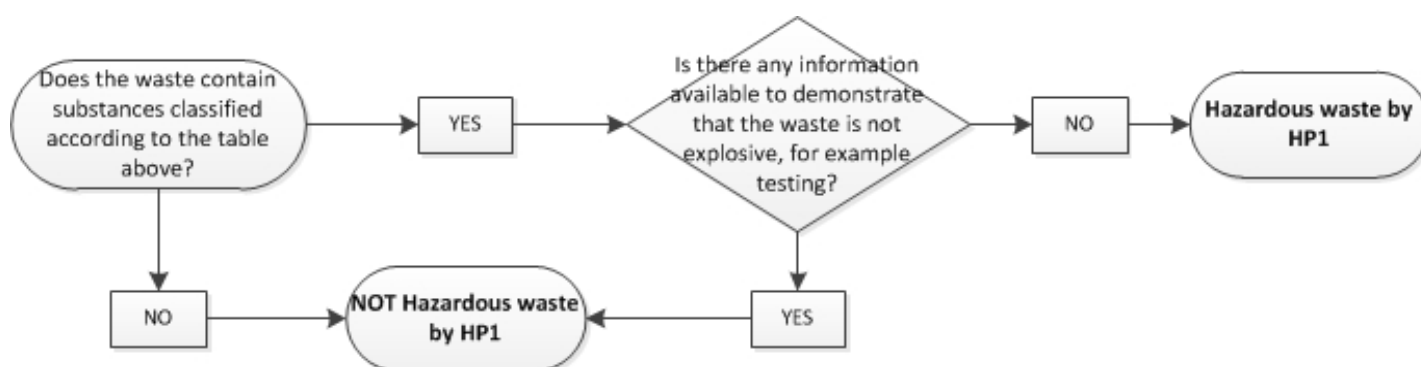 Does the waste contain
substances classified
according to the table
above?
YES
Is there any information
available to demonstrate
that the waste is not
explosive, for example
testing?
NO
Hazardous waste by
HP1
NO
NOT Hazardous waste
by HP1
YES